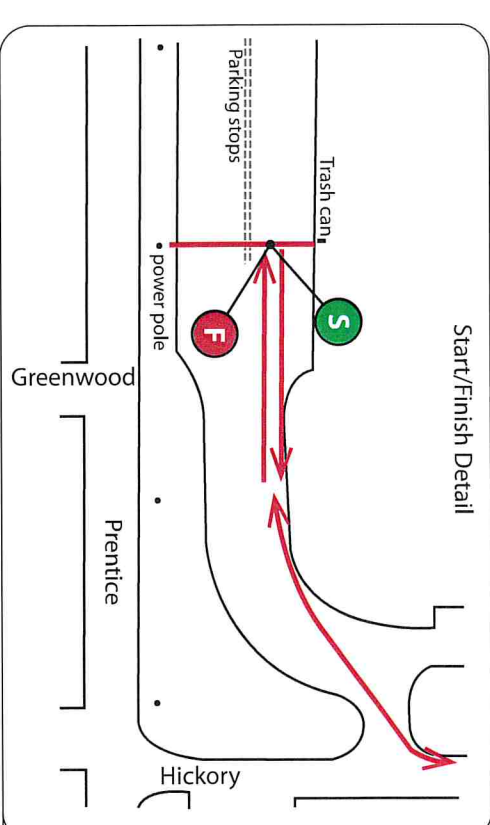 Start/Finish Detail
Trash can
Parking stops
S
F
power pole
Greenwood
Prentice
Hickory